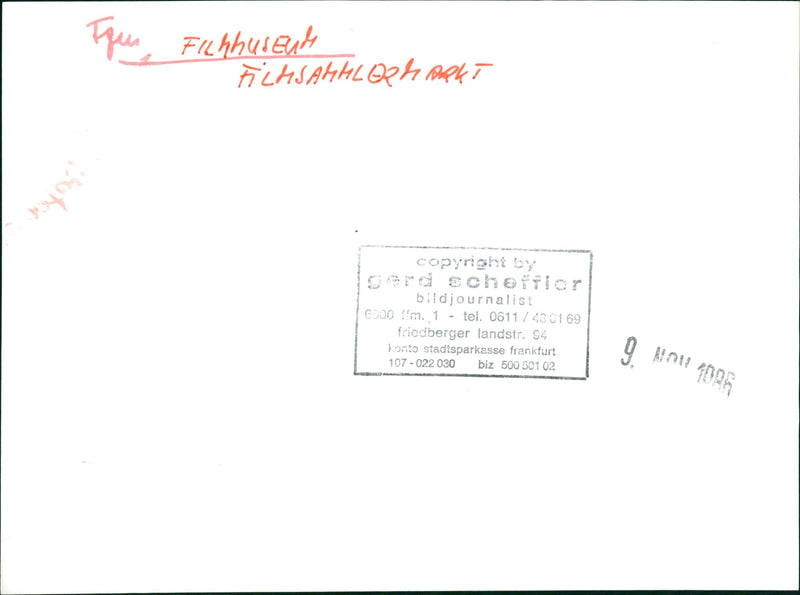 Ffm. FILMMUSEUM
FILMSAMMLERMARKT
copyright by
gerd scheffler
bildjournalist
6000 ffm. 1 - tel. 0611 / 43 01 69
friedberger landstr. 94
konto stadtsparkasse frankfurt
107 - 022 030 blz 500 501 02
9. NOV. 1986